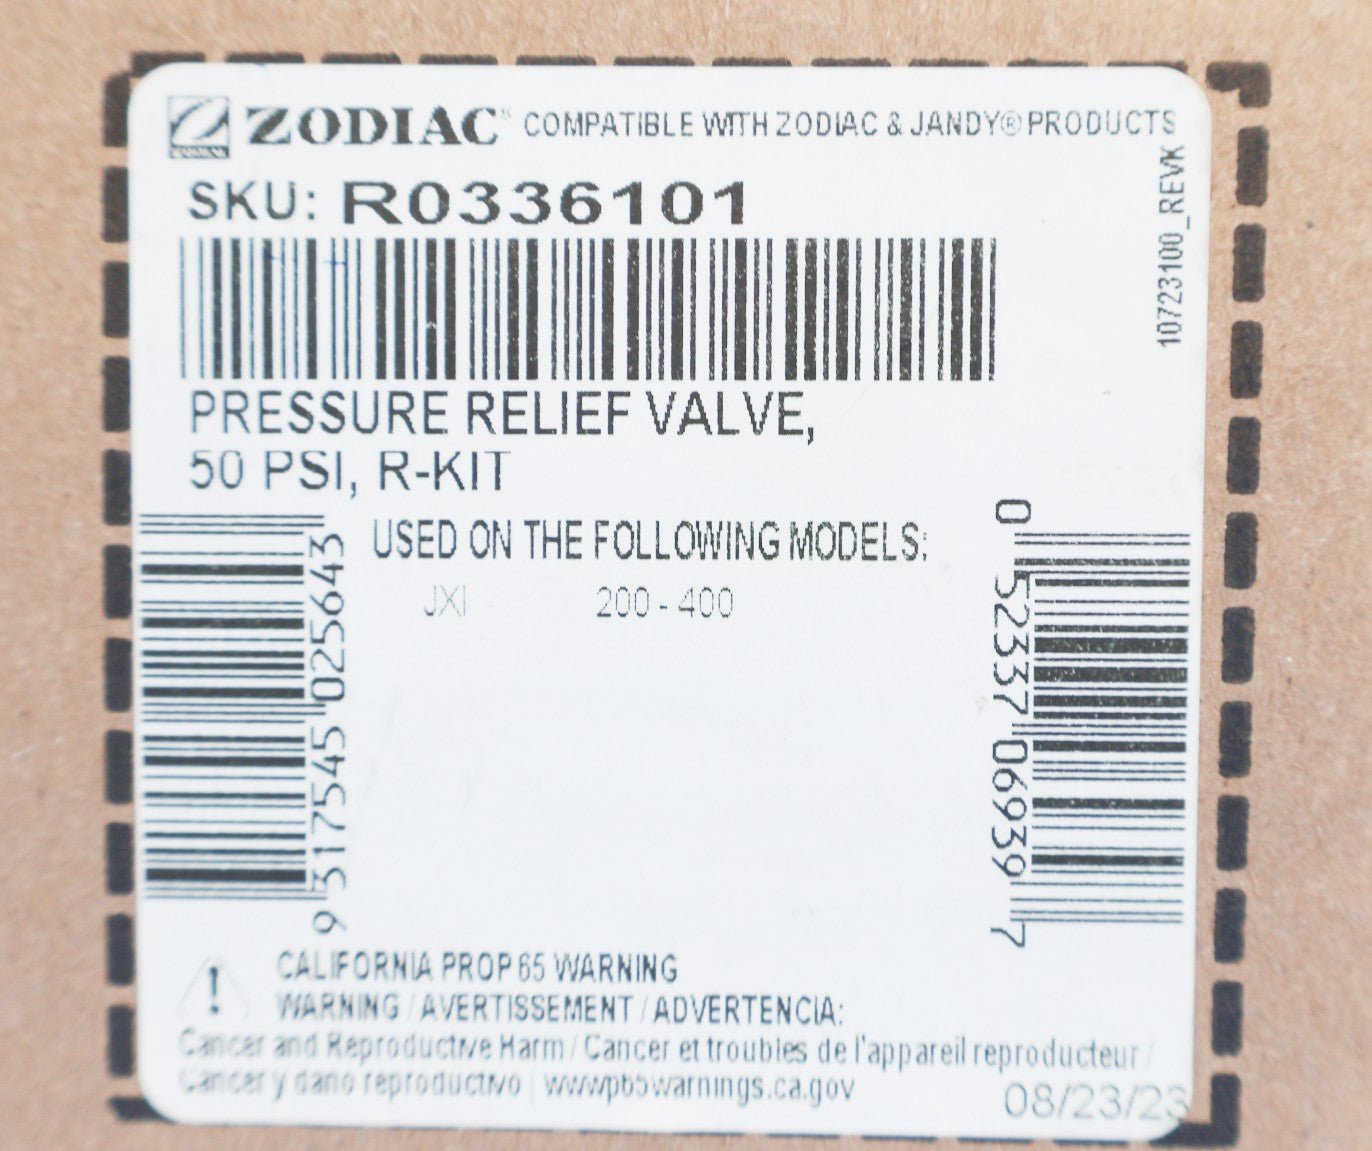 ZODIAC COMPATIBLE WITH ZODIAC & JANDY® PRODUCTS
SKU: R0336101
10723100_REVK
PRESSURE RELIEF VALVE,
50 PSI, R-KIT
USED ON THE FOLLOWING MODELS:
JXI 200 - 400
9 317545 025643
0 52337 06939 7
CALIFORNIA PROP 65 WARNING
WARNING / AVERTISSEMENT / ADVERTENCIA:
Cancer and Reproductive Harm / Cancer et troubles de l'appareil reproducteur /
Cancer y dano reproductivo | www.p65warnings.ca.gov
08/23/23